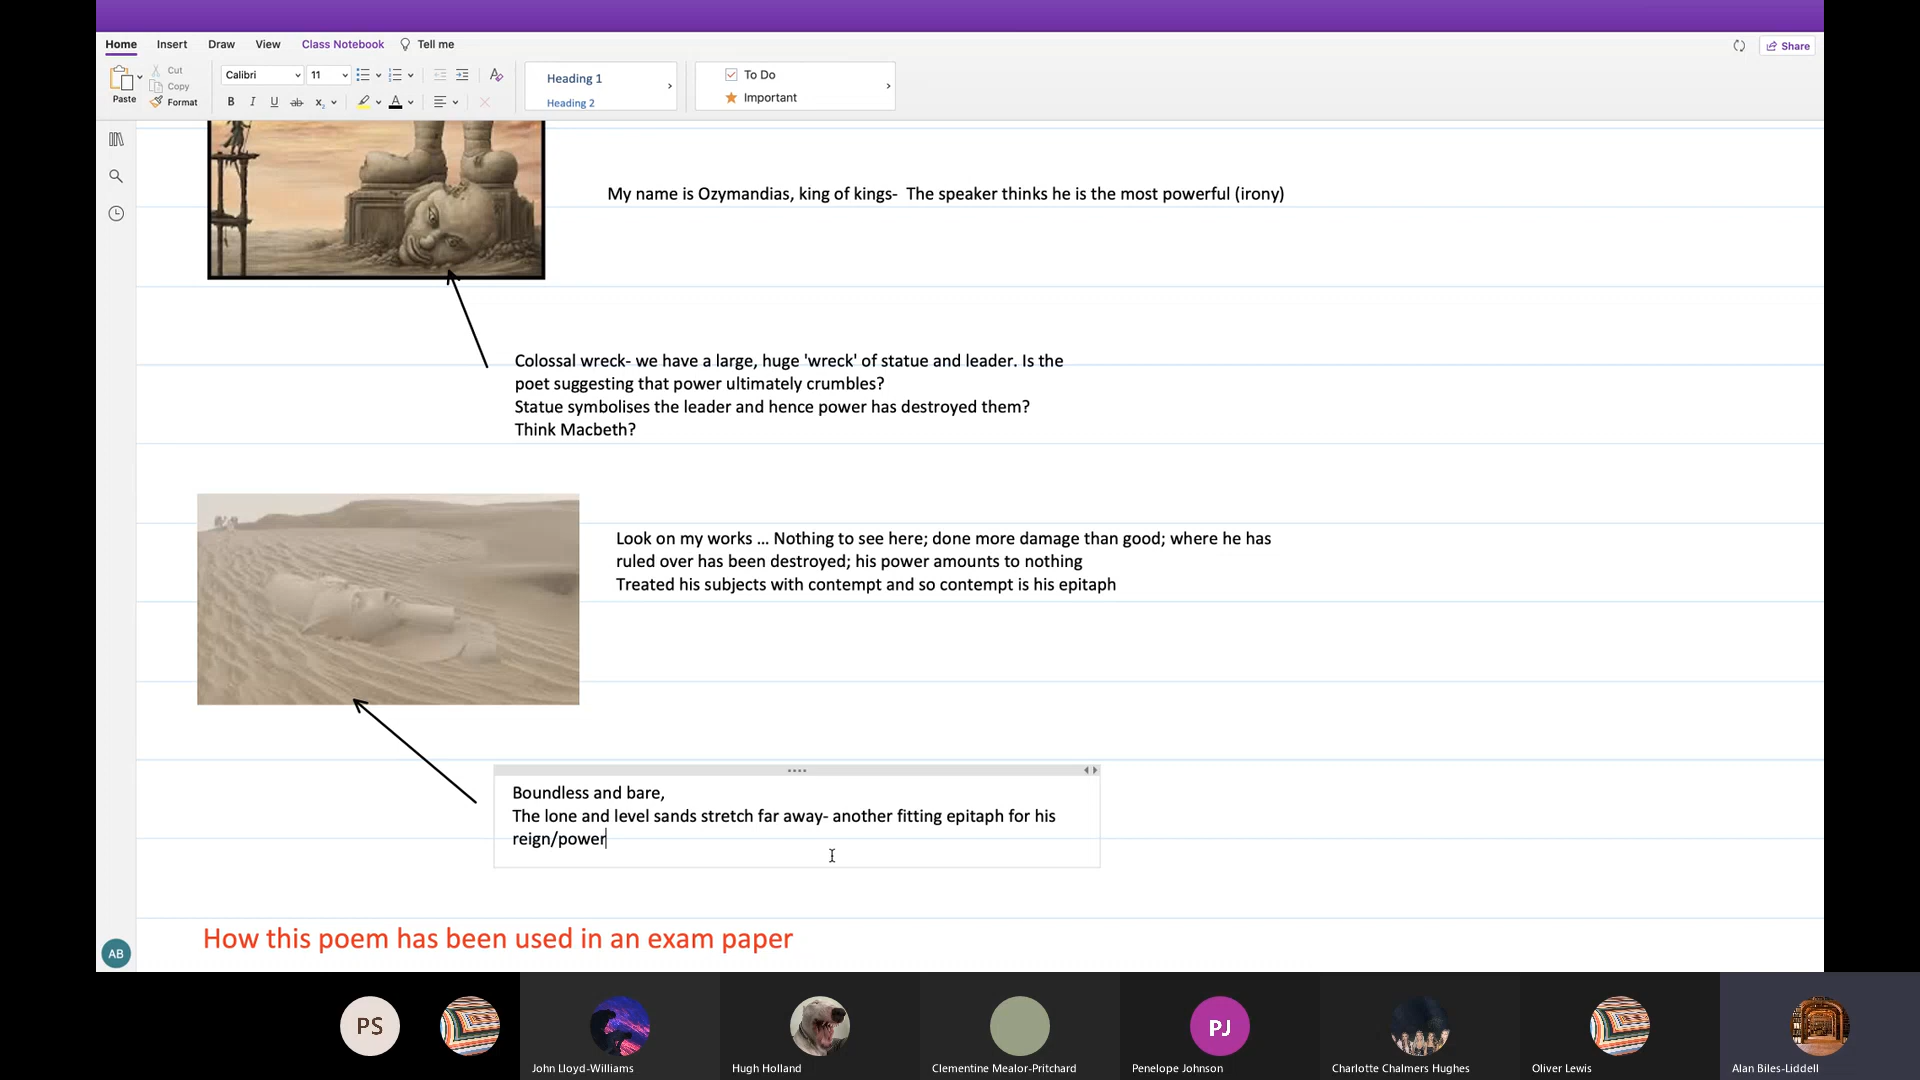 Home Insert Draw View Class Notebook Tell me
Share
Paste
Cut
Copy
Format
Calibri 11
B I U ab x₂ A
Heading 1
Heading 2
To Do
Important
My name is Ozymandias, king of kings-  The speaker thinks he is the most powerful (irony)
Colossal wreck- we have a large, huge 'wreck' of statue and leader. Is the
poet suggesting that power ultimately crumbles?
Statue symbolises the leader and hence power has destroyed them?
Think Macbeth?
Look on my works ... Nothing to see here; done more damage than good; where he has
ruled over has been destroyed; his power amounts to nothing
Treated his subjects with contempt and so contempt is his epitaph
Boundless and bare,
The lone and level sands stretch far away- another fitting epitaph for his
reign/power
How this poem has been used in an exam paper
AB
PS
PJ
John Lloyd-Williams
Hugh Holland
Clementine Mealor-Pritchard
Penelope Johnson
Charlotte Chalmers Hughes
Oliver Lewis
Alan Biles-Liddell